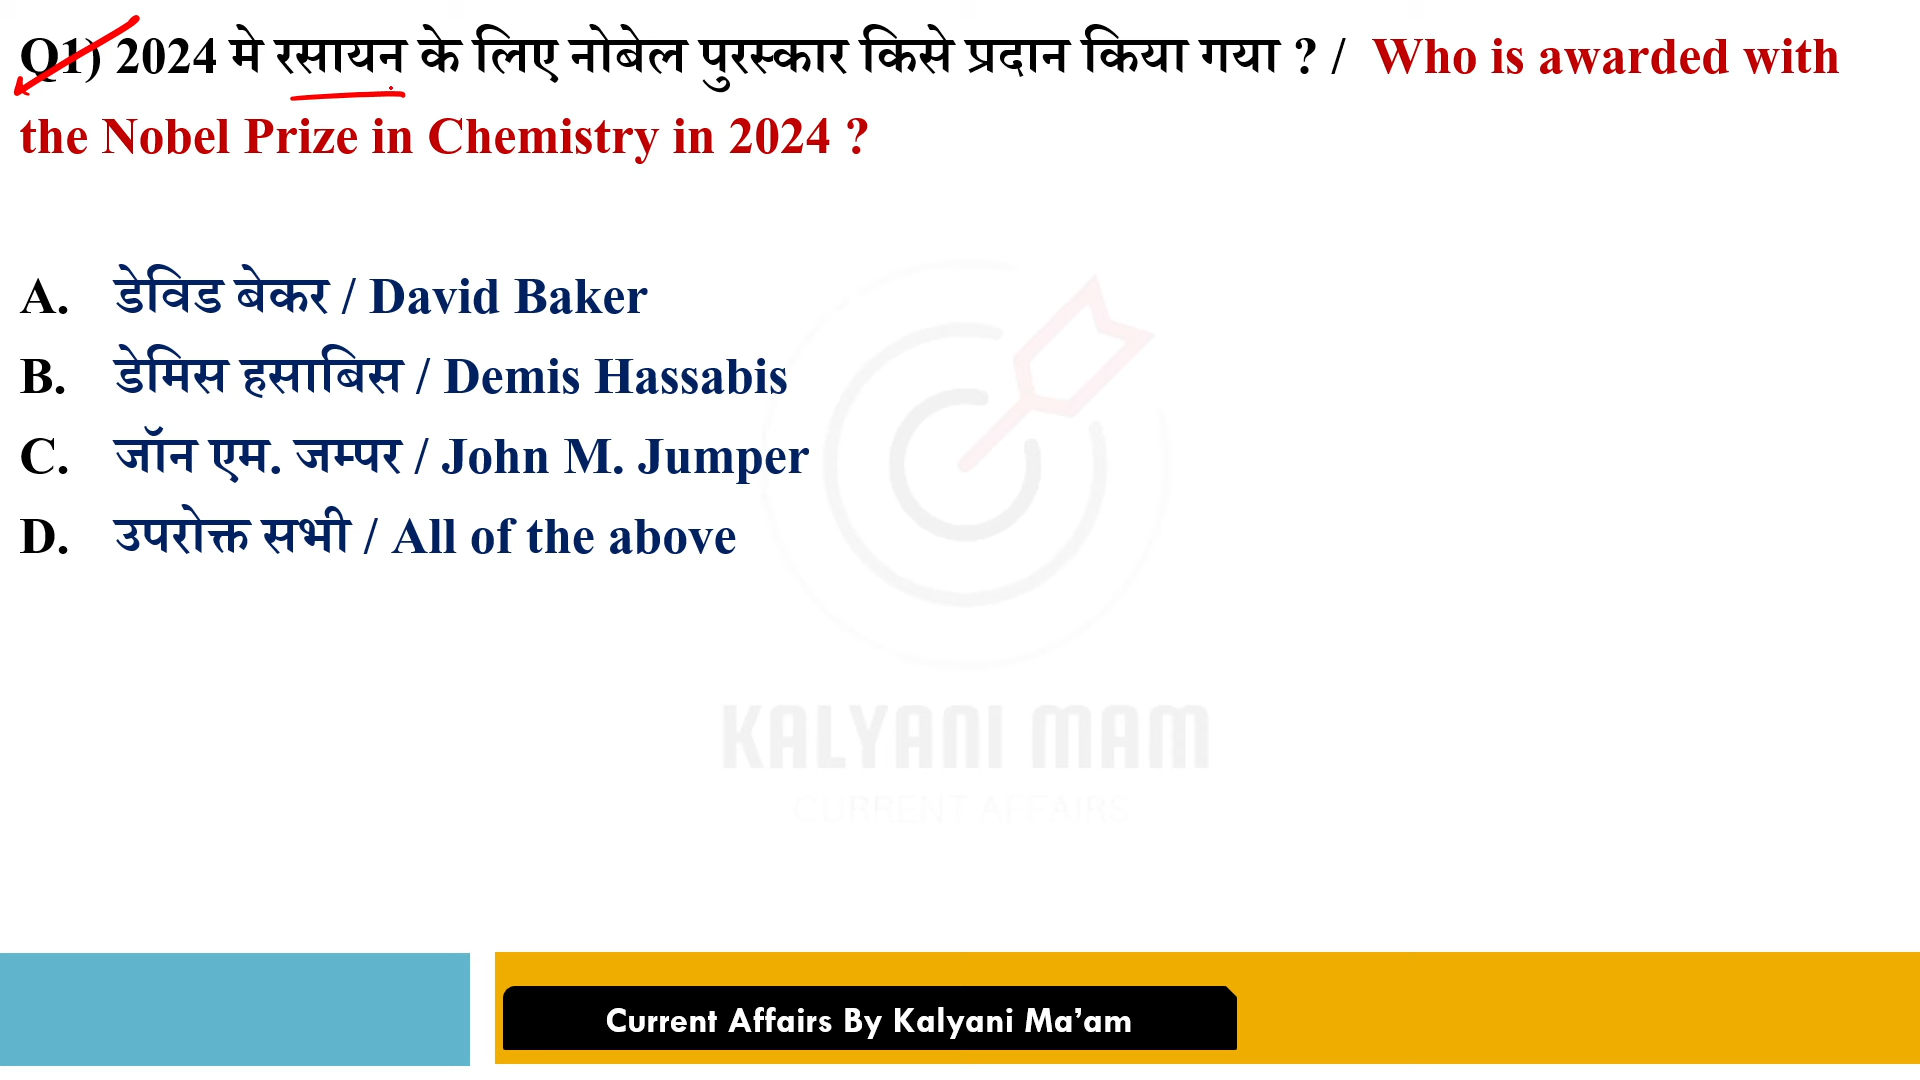 Q1) 2024 मे रसायन के लिए नोबेल पुरस्कार किसे प्रदान किया गया ? / Who is awarded with
the Nobel Prize in Chemistry in 2024 ?
A. डेविड बेकर / David Baker
B. डेमिस हसाबिस / Demis Hassabis
C. जॉन एम. जम्पर / John M. Jumper
D. उपरोक्त सभी / All of the above
KALYANI MAM
CURRENT AFFAIRS
Current Affairs By Kalyani Ma’am